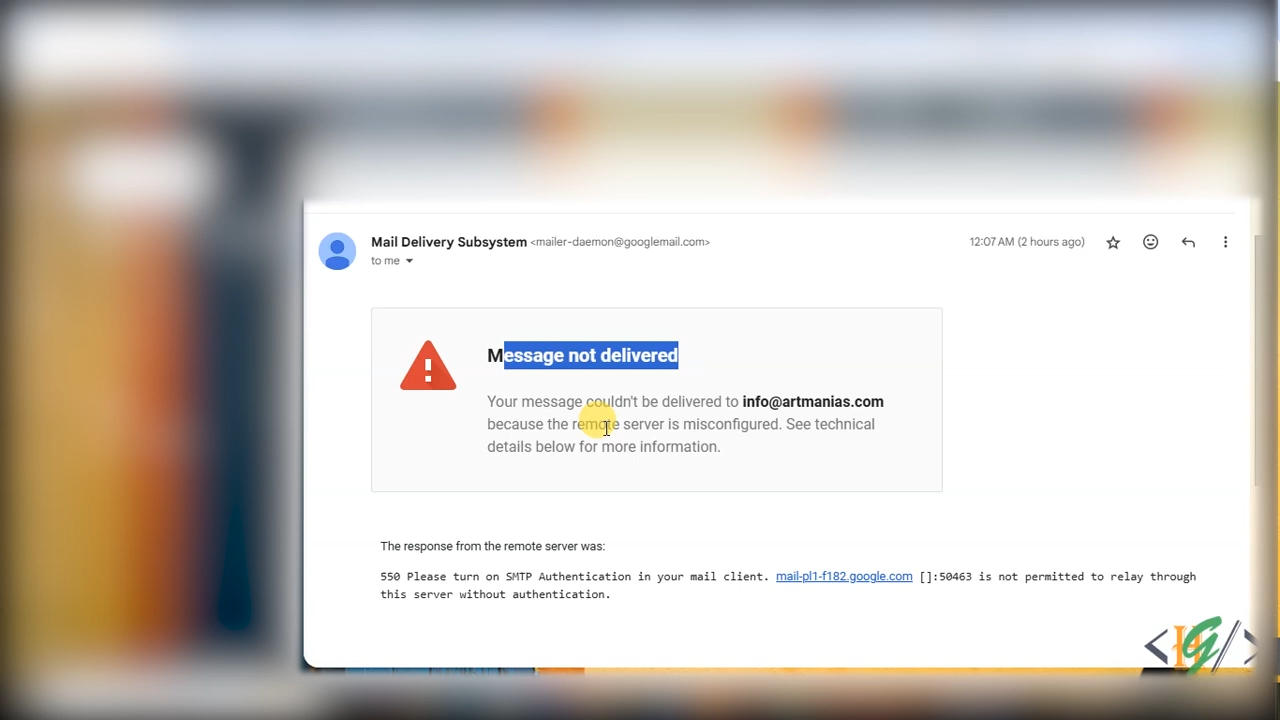 Mail Delivery Subsystem <mailer-daemon@googlemail.com>
12:07 AM (2 hours ago)
to me
Message not delivered
Your message couldn't be delivered to info@artmanias.com
because the remote server is misconfigured. See technical
details below for more information.
The response from the remote server was:
550 Please turn on SMTP Authentication in your mail client. mail-pl1-f182.google.com []:50463 is not permitted to relay through
this server without authentication.